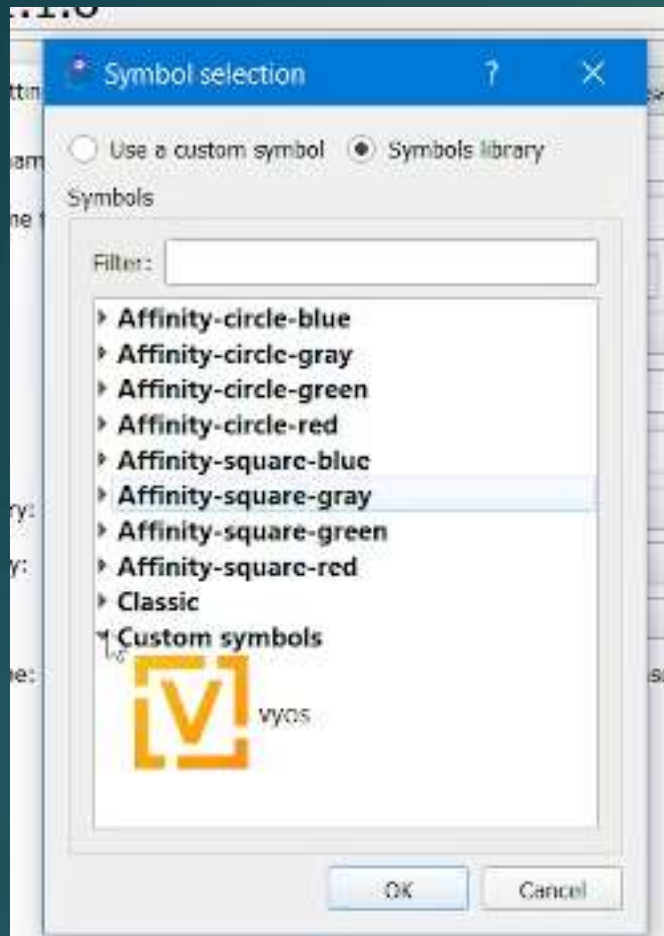 Symbol selection
?
Use a custom symbol
Symbols library
Symbols
Filter:
Affinity-circle-blue
Affinity-circle-gray
Affinity-circle-green
Affinity-circle-red
Affinity-square-blue
Affinity-square-gray
Affinity-square-green
Affinity-square-red
Classic
Custom symbols
V
vyos
OK
Cancel